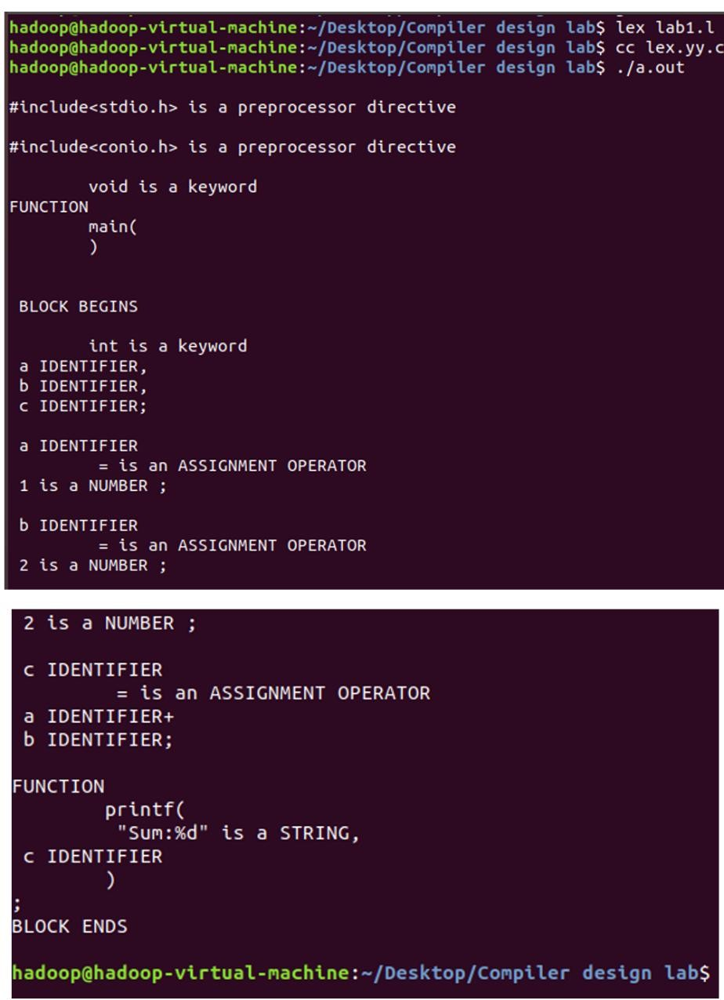 hadoop@hadoop-virtual-machine:~/Desktop/Compiler design lab$ lex lab1.l
hadoop@hadoop-virtual-machine:~/Desktop/Compiler design lab$ cc lex.yy.c
hadoop@hadoop-virtual-machine:~/Desktop/Compiler design lab$ ./a.out
#include<stdio.h> is a preprocessor directive
#include<conio.h> is a preprocessor directive
void is a keyword
FUNCTION
main(
)
BLOCK BEGINS
int is a keyword
a IDENTIFIER,
b IDENTIFIER,
c IDENTIFIER;
a IDENTIFIER
= is an ASSIGNMENT OPERATOR
1 is a NUMBER ;
b IDENTIFIER
= is an ASSIGNMENT OPERATOR
2 is a NUMBER ;
2 is a NUMBER ;
c IDENTIFIER
= is an ASSIGNMENT OPERATOR
a IDENTIFIER+
b IDENTIFIER;
FUNCTION
printf(
"Sum:%d" is a STRING,
c IDENTIFIER
)
;
BLOCK ENDS
hadoop@hadoop-virtual-machine:~/Desktop/Compiler design lab$